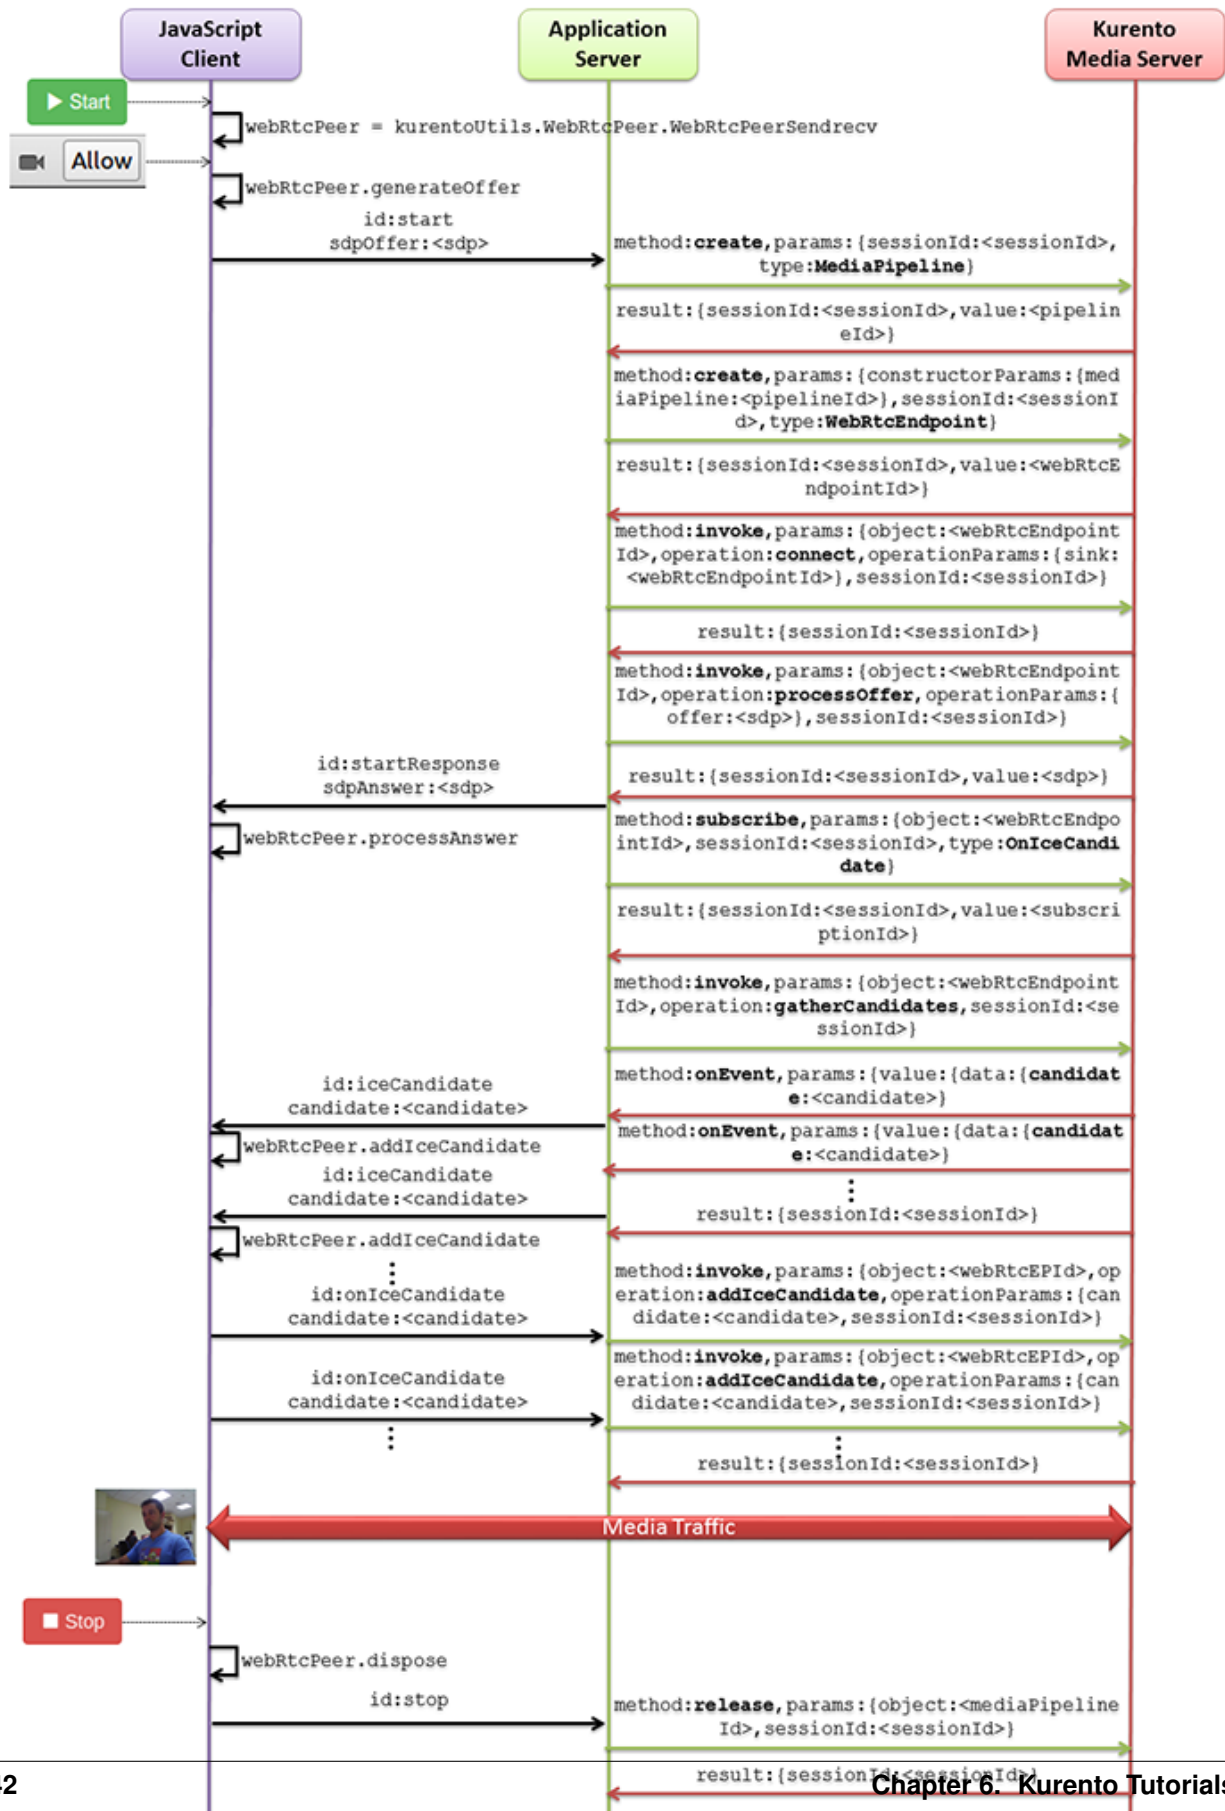 JavaScript
Client
Application
Server
Kurento
Media Server
Start
webRtcPeer = kurentoUtils.WebRtcPeer.WebRtcPeerSendrecv
Allow
webRtcPeer.generateOffer
id:start
sdpOffer:<sdp>
method:create,params:{sessionId:<sessionId>,
type:MediaPipeline}
result:{sessionId:<sessionId>,value:<pipelin
eId>}
method:create,params:{constructorParams:{med
iaPipeline:<pipelineId>},sessionId:<sessionI
d>,type:WebRtcEndpoint}
result:{sessionId:<sessionId>,value:<webRtcE
ndpointId>}
method:invoke,params:{object:<webRtcEndpoint
Id>,operation:connect,operationParams:{sink:
<webRtcEndpointId>},sessionId:<sessionId>}
result:{sessionId:<sessionId>}
method:invoke,params:{object:<webRtcEndpoint
Id>,operation:processOffer,operationParams:{
offer:<sdp>},sessionId:<sessionId>}
id:startResponse
sdpAnswer:<sdp>
result:{sessionId:<sessionId>,value:<sdp>}
webRtcPeer.processAnswer
method:subscribe,params:{object:<webRtcEndpo
intId>,sessionId:<sessionId>,type:OnIceCandi
date}
result:{sessionId:<sessionId>,value:<subscri
ptionId>}
method:invoke,params:{object:<webRtcEndpoint
Id>,operation:gatherCandidates,sessionId:<se
ssionId>}
id:iceCandidate
candidate:<candidate>
method:onEvent,params:{value:{data:{candidat
e:<candidate>}
webRtcPeer.addIceCandidate
method:onEvent,params:{value:{data:{candidat
e:<candidate>}
id:iceCandidate
candidate:<candidate>
result:{sessionId:<sessionId>}
webRtcPeer.addIceCandidate
id:onIceCandidate
candidate:<candidate>
method:invoke,params:{object:<webRtcEPId>,op
eration:addIceCandidate,operationParams:{can
didate:<candidate>,sessionId:<sessionId>}
id:onIceCandidate
candidate:<candidate>
method:invoke,params:{object:<webRtcEPId>,op
eration:addIceCandidate,operationParams:{can
didate:<candidate>,sessionId:<sessionId>}
result:{sessionId:<sessionId>}
Media Traffic
Stop
webRtcPeer.dispose
id:stop
method:release,params:{object:<mediaPipeline
Id>,sessionId:<sessionId>}
result:{sessionId:<sessionId>}
42
Chapter 6. Kurento Tutorials